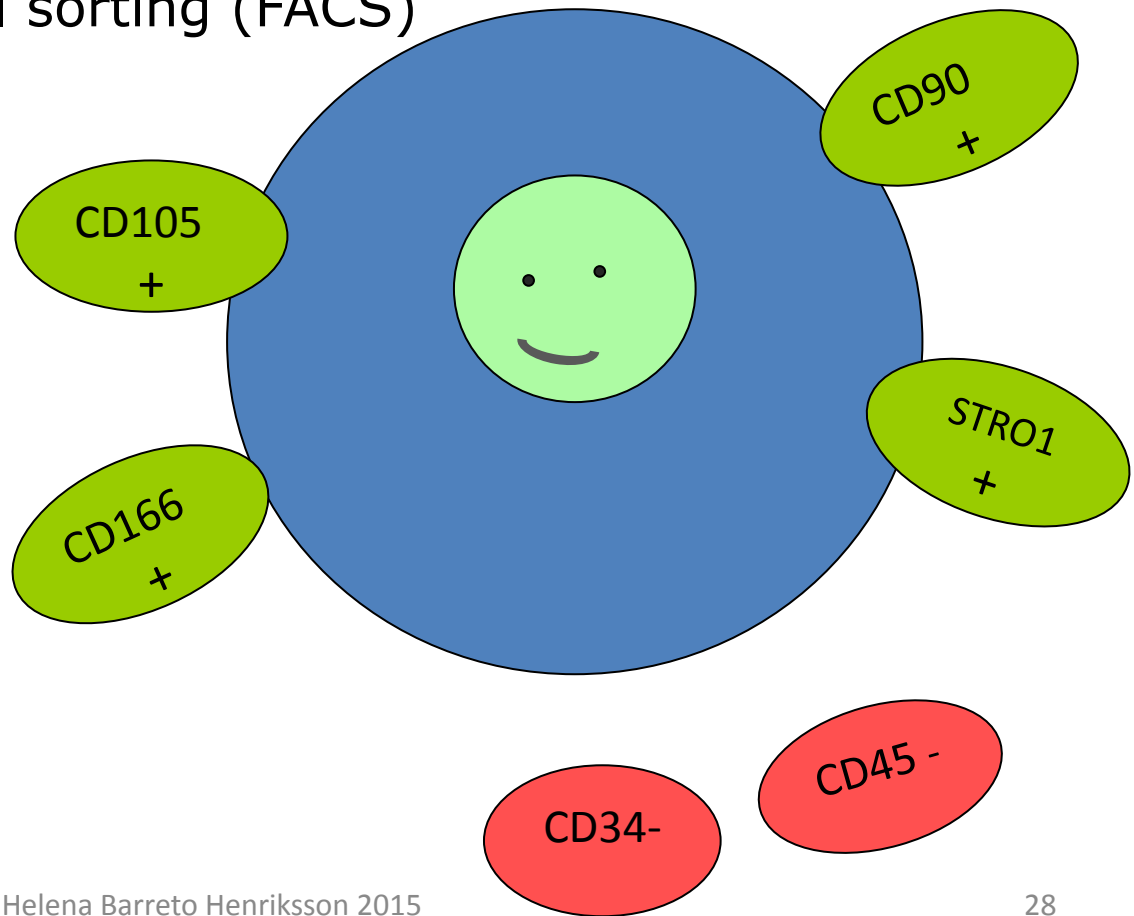 sorting (FACS)
CD90
+
CD105
+
STRO1
+
CD166
+
CD45 -
CD34-
Helena Barreto Henriksson 2015
28